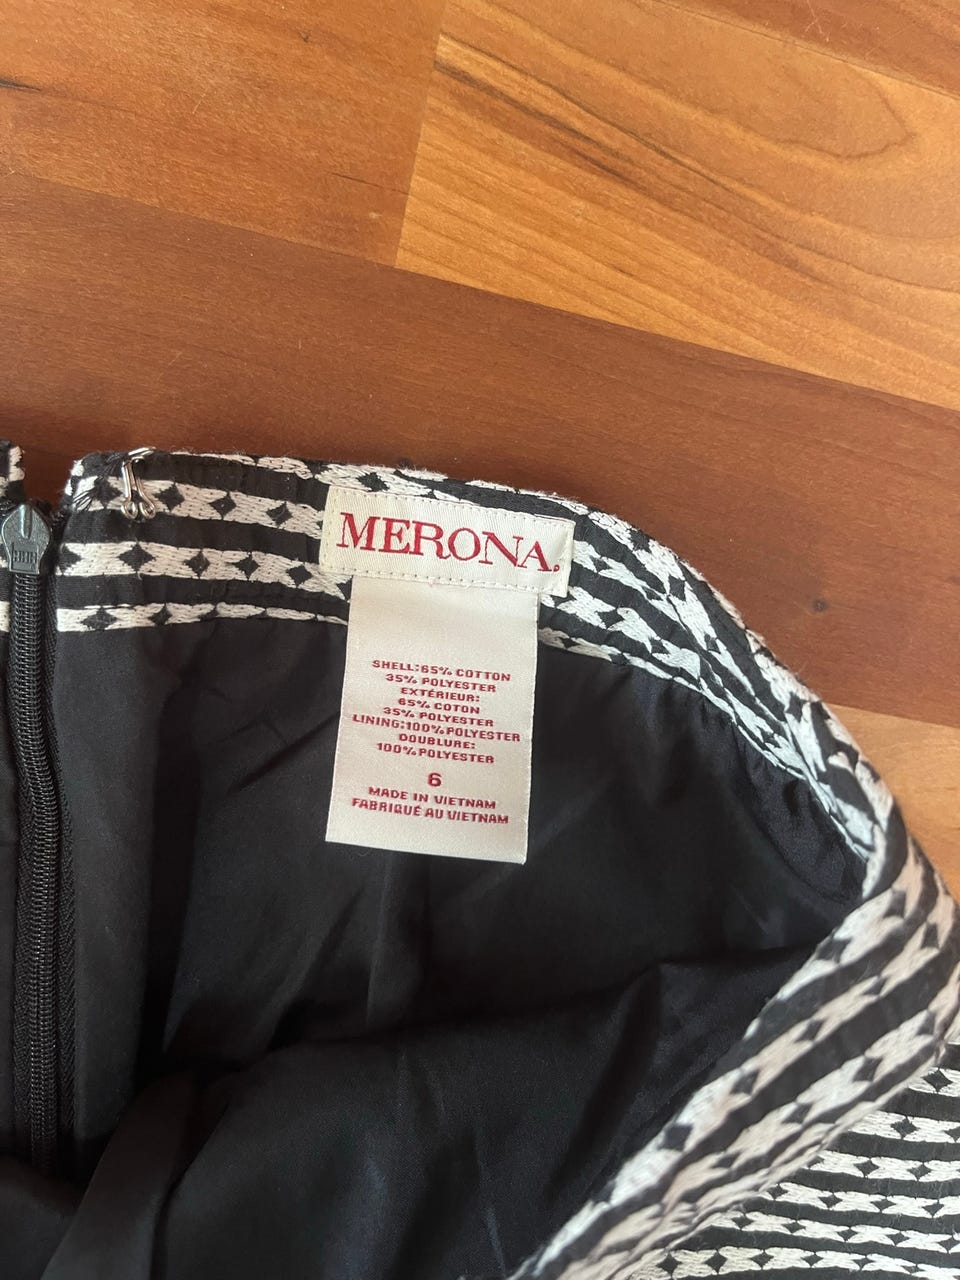 MERONA.
SHELL:65% COTTON
35% POLYESTER
EXTÉRIEUR:
65% COTON
35% POLYESTER
LINING:100%POLYESTER
DOUBLURE:
100%POLYESTER
6
MADE IN VIETNAM
FABRIQUÉ AU VIETNAM